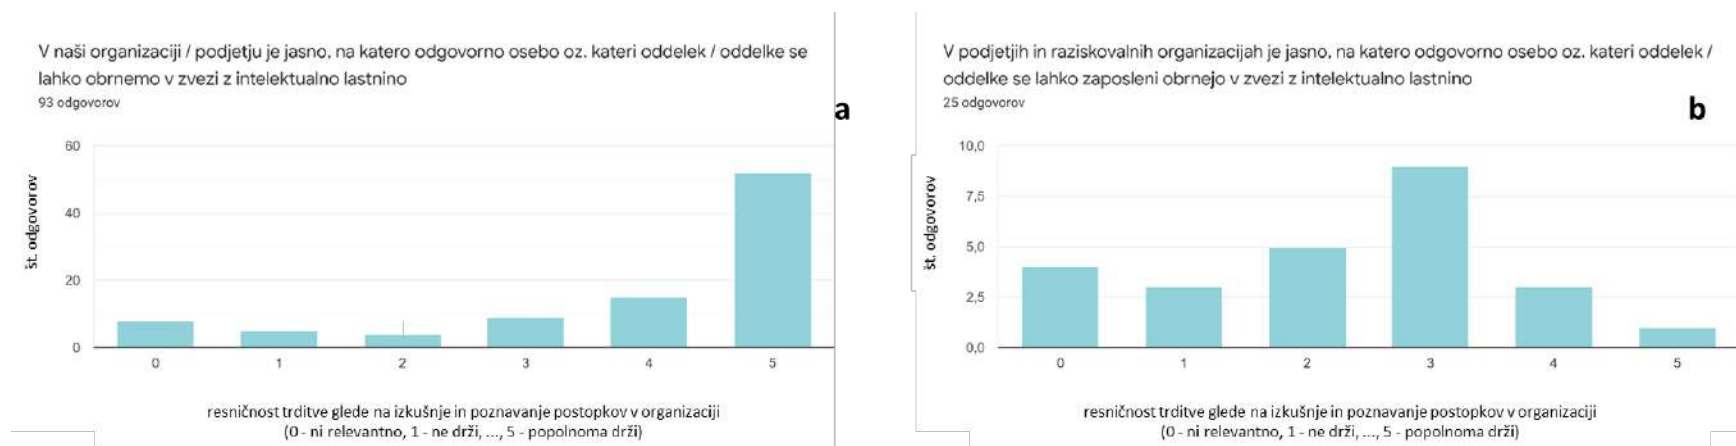 V naši organizaciji / podjetju je jasno, na katero odgovorno osebo oz. kateri oddelek / oddelke se
lahko obrnemo v zvezi z intelektualno lastnino
93 odgovorov
a
60
40
20
0
št. odgovorov
0 1 2 3 4 5
resničnost trditve glede na izkušnje in poznavanje postopkov v organizaciji
(0 - ni relevantno, 1 - ne drži, ..., 5 - popolnoma drži)
V podjetjih in raziskovalnih organizacijah je jasno, na katero odgovorno osebo oz. kateri oddelek /
oddelke se lahko zaposleni obrnejo v zvezi z intelektualno lastnino
25 odgovorov
b
10,0
7,5
5,0
2,5
0,0
št. odgovorov
0 1 2 3 4 5
resničnost trditve glede na izkušnje in poznavanje postopkov v organizaciji
(0 - ni relevantno, 1 - ne drži, ..., 5 - popolnoma drži)